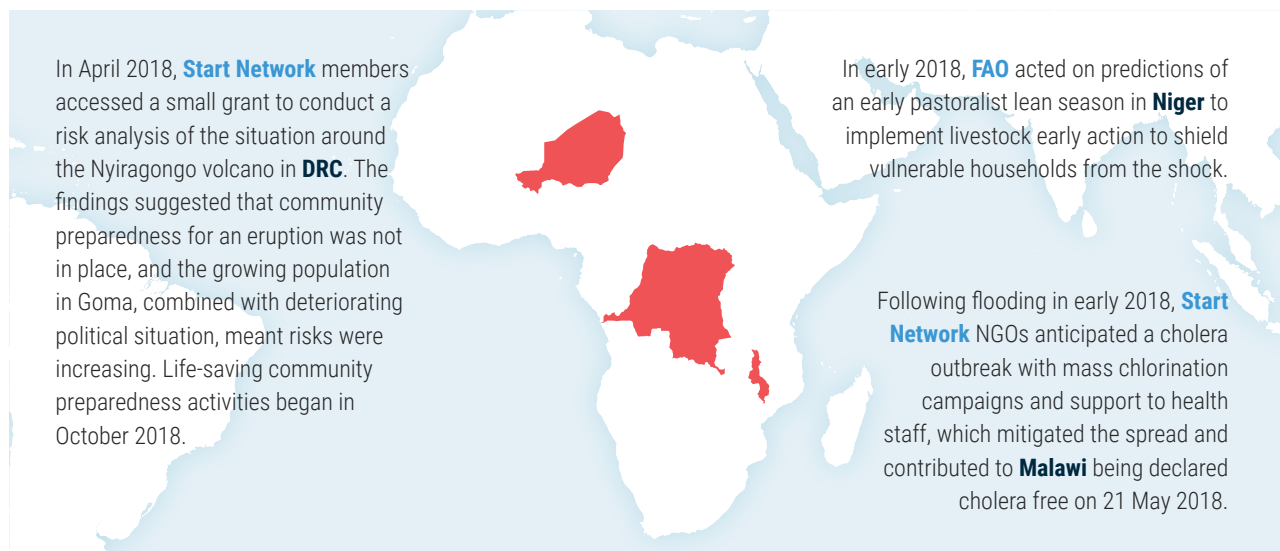 In April 2018, Start Network members
accessed a small grant to conduct a
risk analysis of the situation around
the Nyiragongo volcano in DRC. The
findings suggested that community
preparedness for an eruption was not
in place, and the growing population
in Goma, combined with deteriorating
political situation, meant risks were
increasing. Life-saving community
preparedness activities began in
October 2018.
In early 2018, FAO acted on predictions of
an early pastoralist lean season in Niger to
implement livestock early action to shield
vulnerable households from the shock.
Following flooding in early 2018, Start
Network NGOs anticipated a cholera
outbreak with mass chlorination
campaigns and support to health
staff, which mitigated the spread and
contributed to Malawi being declared
cholera free on 21 May 2018.